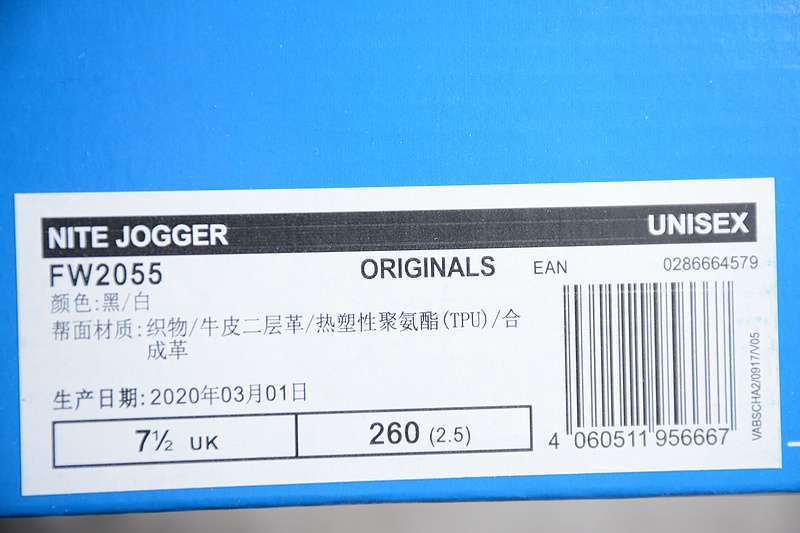 NITE JOGGER UNISEX
FW2055 ORIGINALS EAN 0286664579
颜色:黑/白
帮面材质:织物/牛皮二层革/热塑性聚氨酯(TPU)/合
成革
生产日期:2020年03月01日
7½ UK 260 (2.5)
4 060511 956667
VABSCHA2/0917/V05